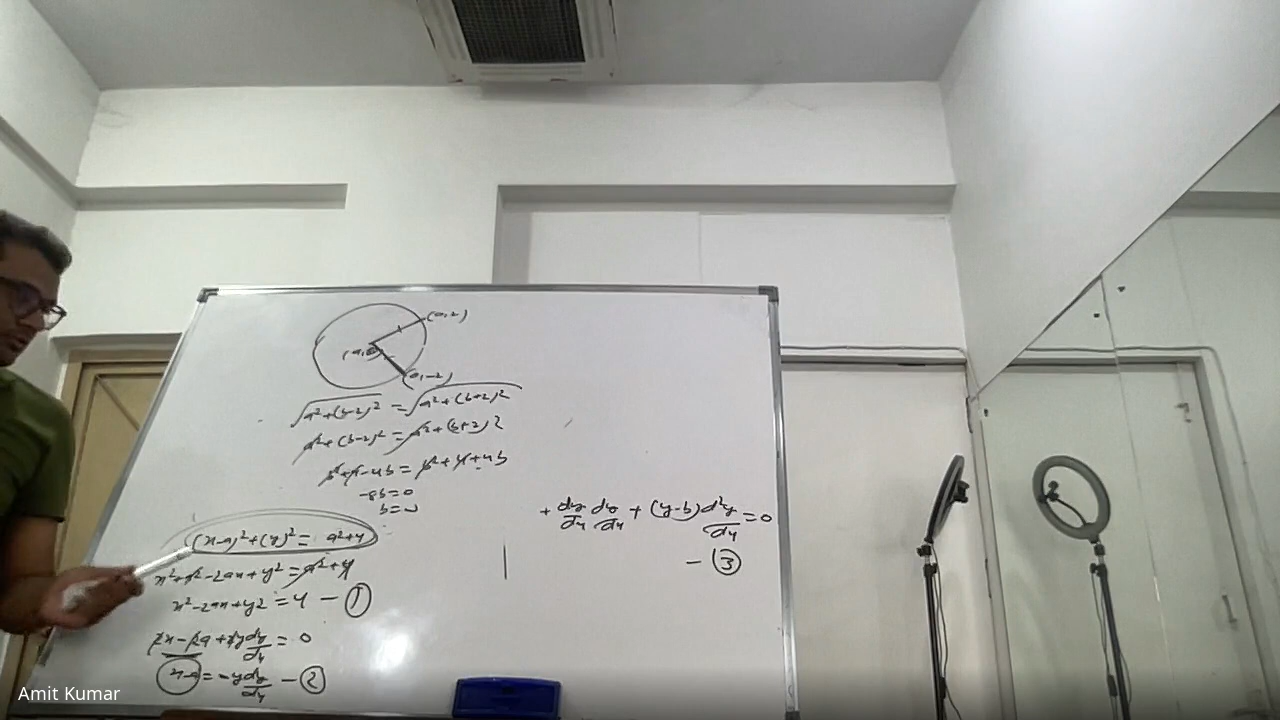 (0,2)
(a,b)
(0,-2)
√a²+(b-2)² = √a²+(b+2)²
a²+(b-2)² = a²+(b+2)2
b²+4-4b = b²+4+4b
-8b=0
b=0
(x-a)²+(y)² = a²+4
x²+a²-2ax+y² = a²+4
x²-2ax+y2 = 4 - ①
2x-2a+2y dy/dx = 0
x-a = -y dy/dx - ②
+ dy/dx dy/dx + (y-b) d²y/dx = 0
- ③
Amit Kumar